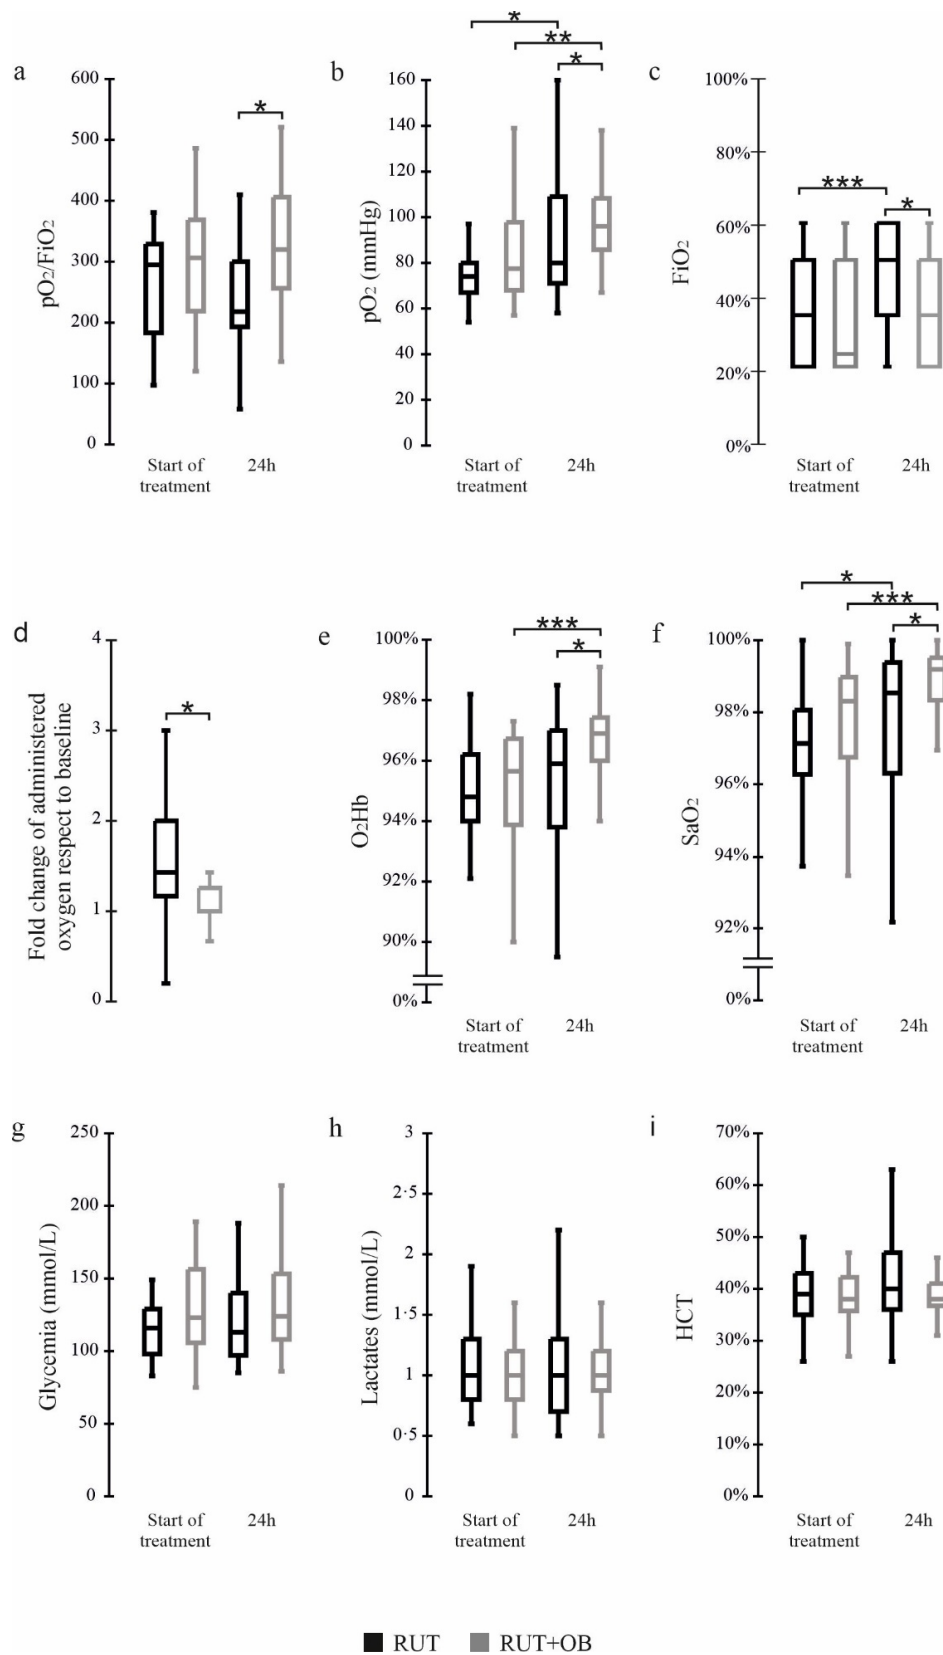 a
pO2/FiO2
600
500
400
300
200
100
0
*
Start of
treatment
24h
b
pO2 (mmHg)
160
140
120
100
80
60
40
20
0
*
**
*
Start of
treatment
24h
c
FiO2
100%
80%
60%
40%
20%
0%
***
*
Start of
treatment
24h
d
Fold change of administered
oxygen respect to baseline
4
3
2
1
0
*
e
O2Hb
100%
98%
96%
94%
92%
90%
0%
***
*
Start of
treatment
24h
f
SaO2
100%
98%
96%
94%
92%
0%
*
***
*
Start of
treatment
24h
g
Glycemia (mmol/L)
250
200
150
100
50
0
Start of
treatment
24h
h
Lactates (mmol/L)
3
2·5
2
1·5
1
0·5
0
Start of
treatment
24h
i
HCT
70%
60%
50%
40%
30%
20%
10%
0%
Start of
treatment
24h
RUT
RUT+OB